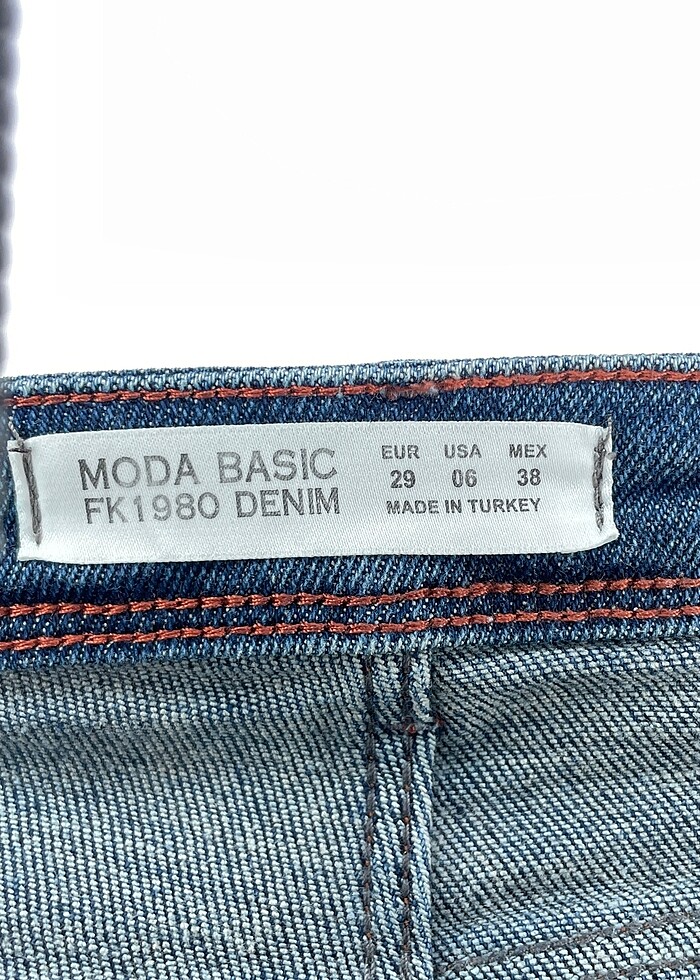 MODA BASIC
FK1980 DENIM
EUR USA MEX
29 06 38
MADE IN TURKEY